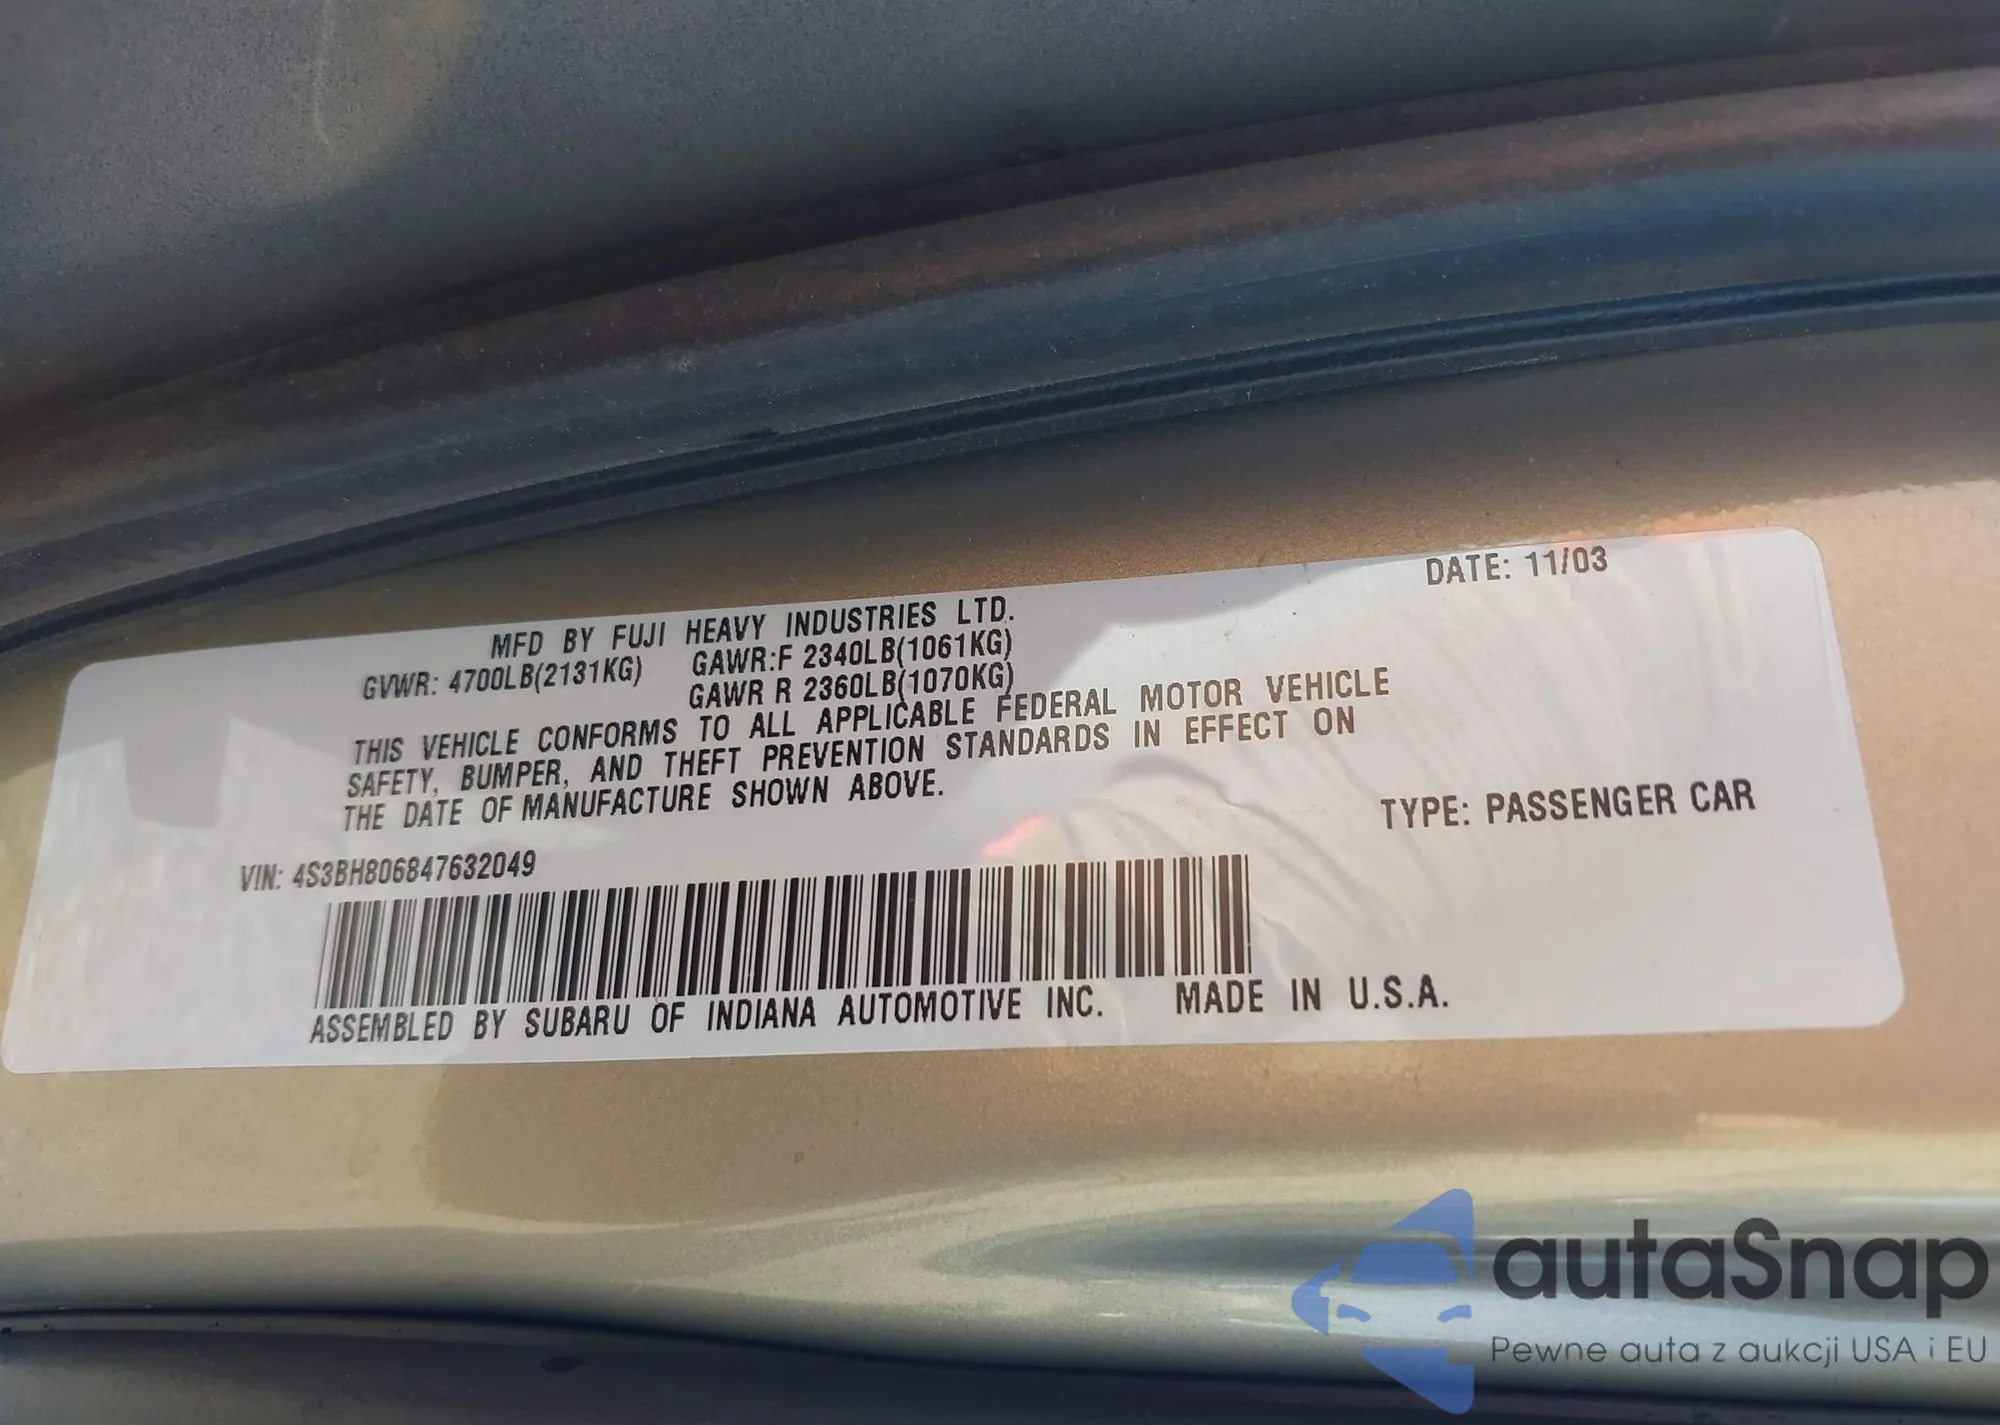 DATE: 11/03
MFD BY FUJI HEAVY INDUSTRIES LTD.
GVWR: 4700LB(2131KG) GAWR:F 2340LB(1061KG)
GAWR R 2360LB(1070KG)
THIS VEHICLE CONFORMS TO ALL APPLICABLE FEDERAL MOTOR VEHICLE
SAFETY, BUMPER, AND THEFT PREVENTION STANDARDS IN EFFECT ON
THE DATE OF MANUFACTURE SHOWN ABOVE.
TYPE: PASSENGER CAR
VIN: 4S3BH806847632049
ASSEMBLED BY SUBARU OF INDIANA AUTOMOTIVE INC. MADE IN U.S.A.
autaSnap
Pewne auta z aukcji USA i EU